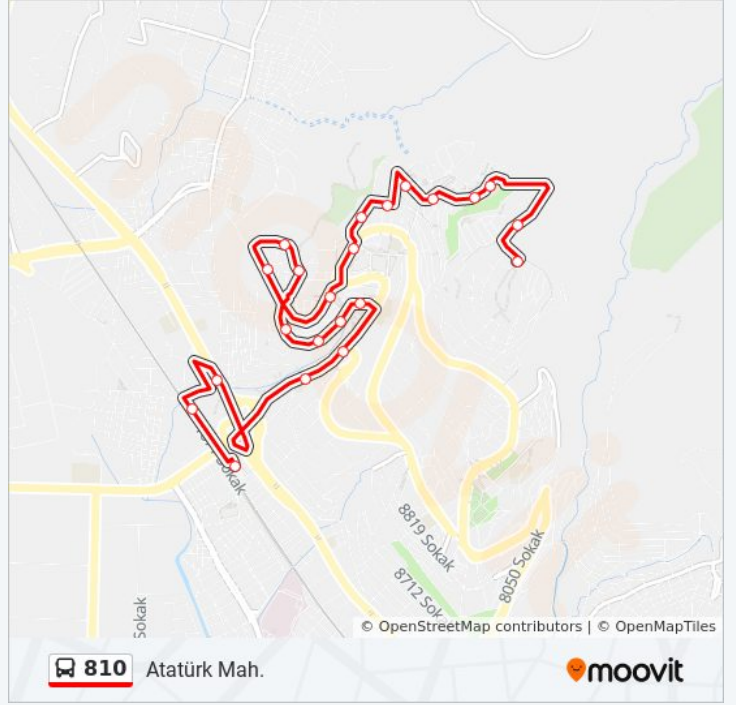 8819 Sokak
8050 Sokak
8712 Sok
Sokak
Sokak
© OpenStreetMap contributors | © OpenMapTiles
810 Atatürk Mah.
moovit